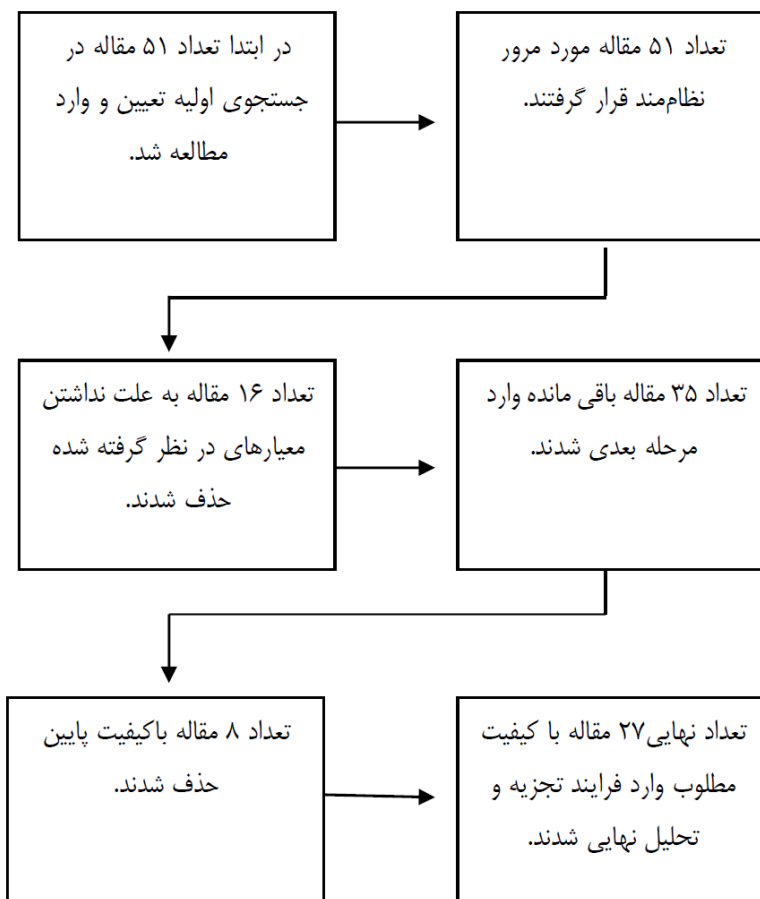 در ابتدا تعداد ۵۱ مقاله در
جستجوی اولیه تعیین و وارد
مطالعه شد.
تعداد ۵۱ مقاله مورد مرور
نظام‌مند قرار گرفتند.
تعداد ۱۶ مقاله به علت نداشتن
معیارهای در نظر گرفته شده
حذف شدند.
تعداد ۳۵ مقاله باقی مانده وارد
مرحله بعدی شدند.
تعداد ۸ مقاله باکیفیت پایین
حذف شدند.
تعداد نهایی۲۷ مقاله با کیفیت
مطلوب وارد فرایند تجزیه و
تحلیل نهایی شدند.